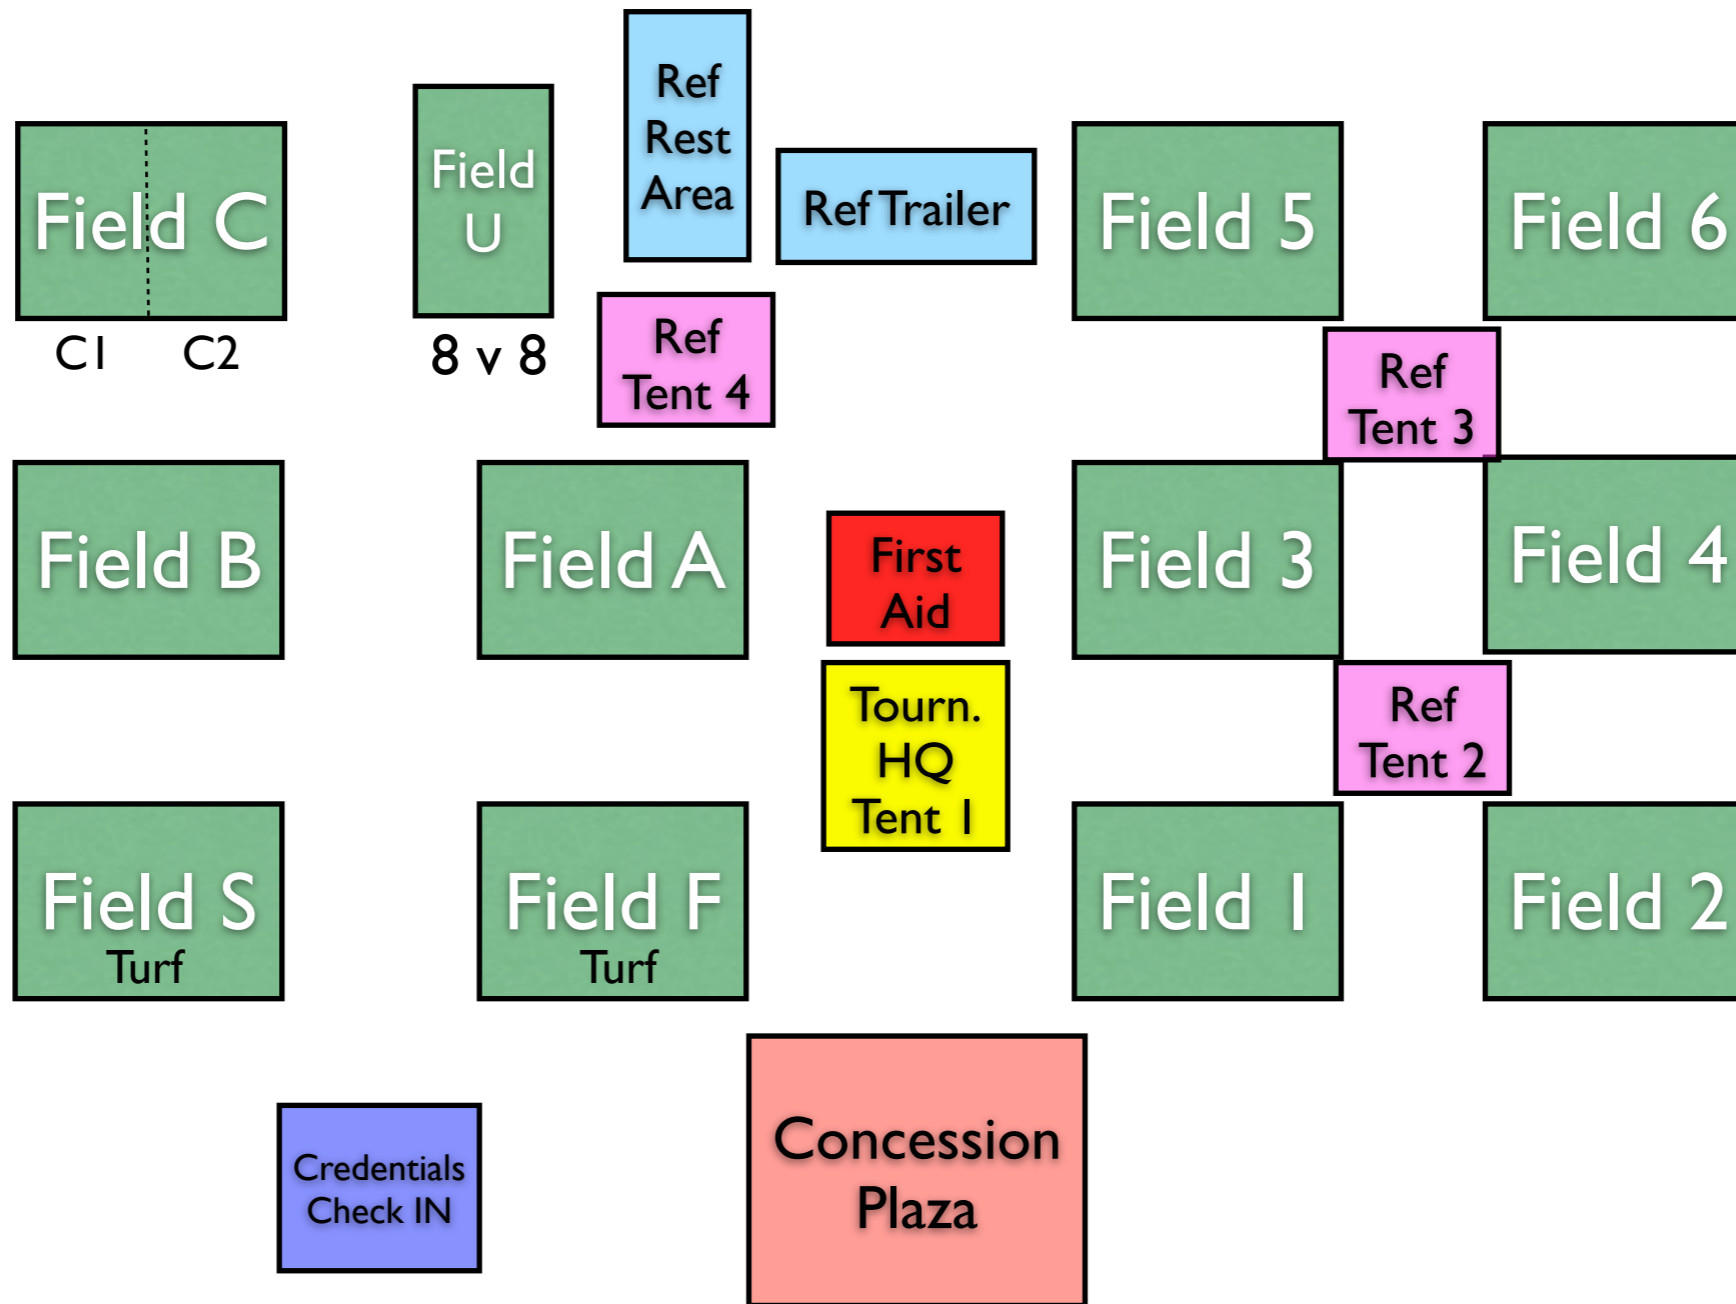 Ref
Rest
Area
Field
U
Field C
Ref Trailer
Field 5
Field 6
C1
C2
8 v 8
Ref
Tent 4
Ref
Tent 3
Field B
Field A
First
Aid
Field 3
Field 4
Tourn.
HQ
Tent 1
Ref
Tent 2
Field S
Turf
Field F
Turf
Field 1
Field 2
Credentials
Check IN
Concession
Plaza